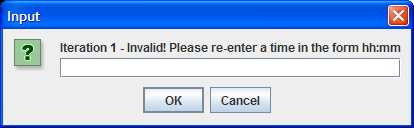 Input
Iteration 1 - Invalid! Please re-enter a time in the form hh:mm
OK
Cancel